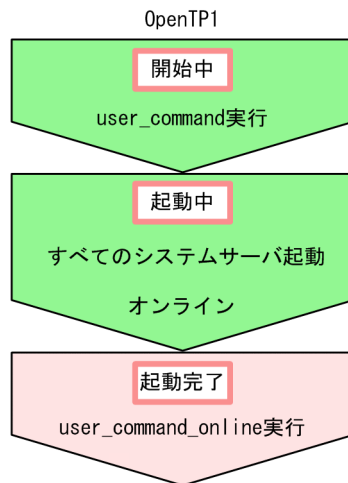 OpenTP1
開始中
user_command実行
起動中
すべてのシステムサーバ起動
オンライン
起動完了
user_command_online実行